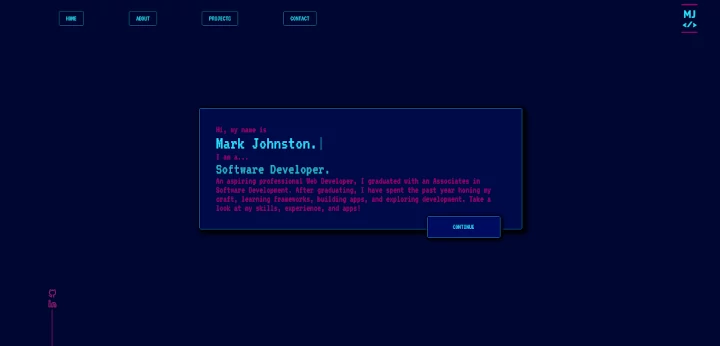 HOME
ABOUT
PROJECTS
CONTACT
MJ
</>
Hi, my name is
Mark Johnston.
I am a...
Software Developer.
An aspiring professional Web Developer, I graduated with an Associates in
Software Development. After graduating, I have spent the past year honing my
craft, learning frameworks, building apps, and exploring development. Take a
look at my skills, experience, and apps!
CONTINUE
in